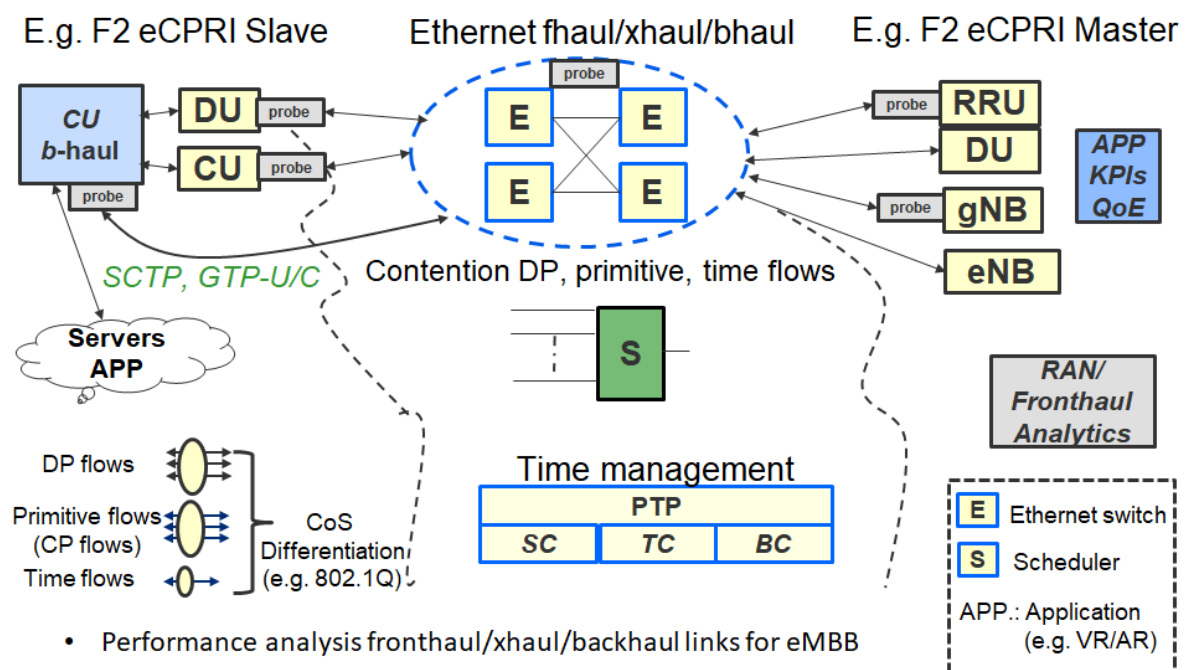 E.g. F2 eCPRI Slave
Ethernet fhaul/xhaul/bhaul
E.g. F2 eCPRI Master
probe
CU
b-haul
probe
DU
probe
CU
probe
E
E
E
E
probe
RRU
DU
probe
gNB
eNB
APP
KPIs
QoE
SCTP, GTP-U/C
Contention DP, primitive, time flows
Servers
APP
S
RAN/
Fronthaul
Analytics
DP flows
Primitive flows
(CP flows)
Time flows
CoS
Differentiation
(e.g. 802.1Q)
Time management
PTP
SC
TC
BC
E
Ethernet switch
S
Scheduler
APP.: Application
(e.g. VR/AR)
• Performance analysis fronthaul/xhaul/backhaul links for eMBB